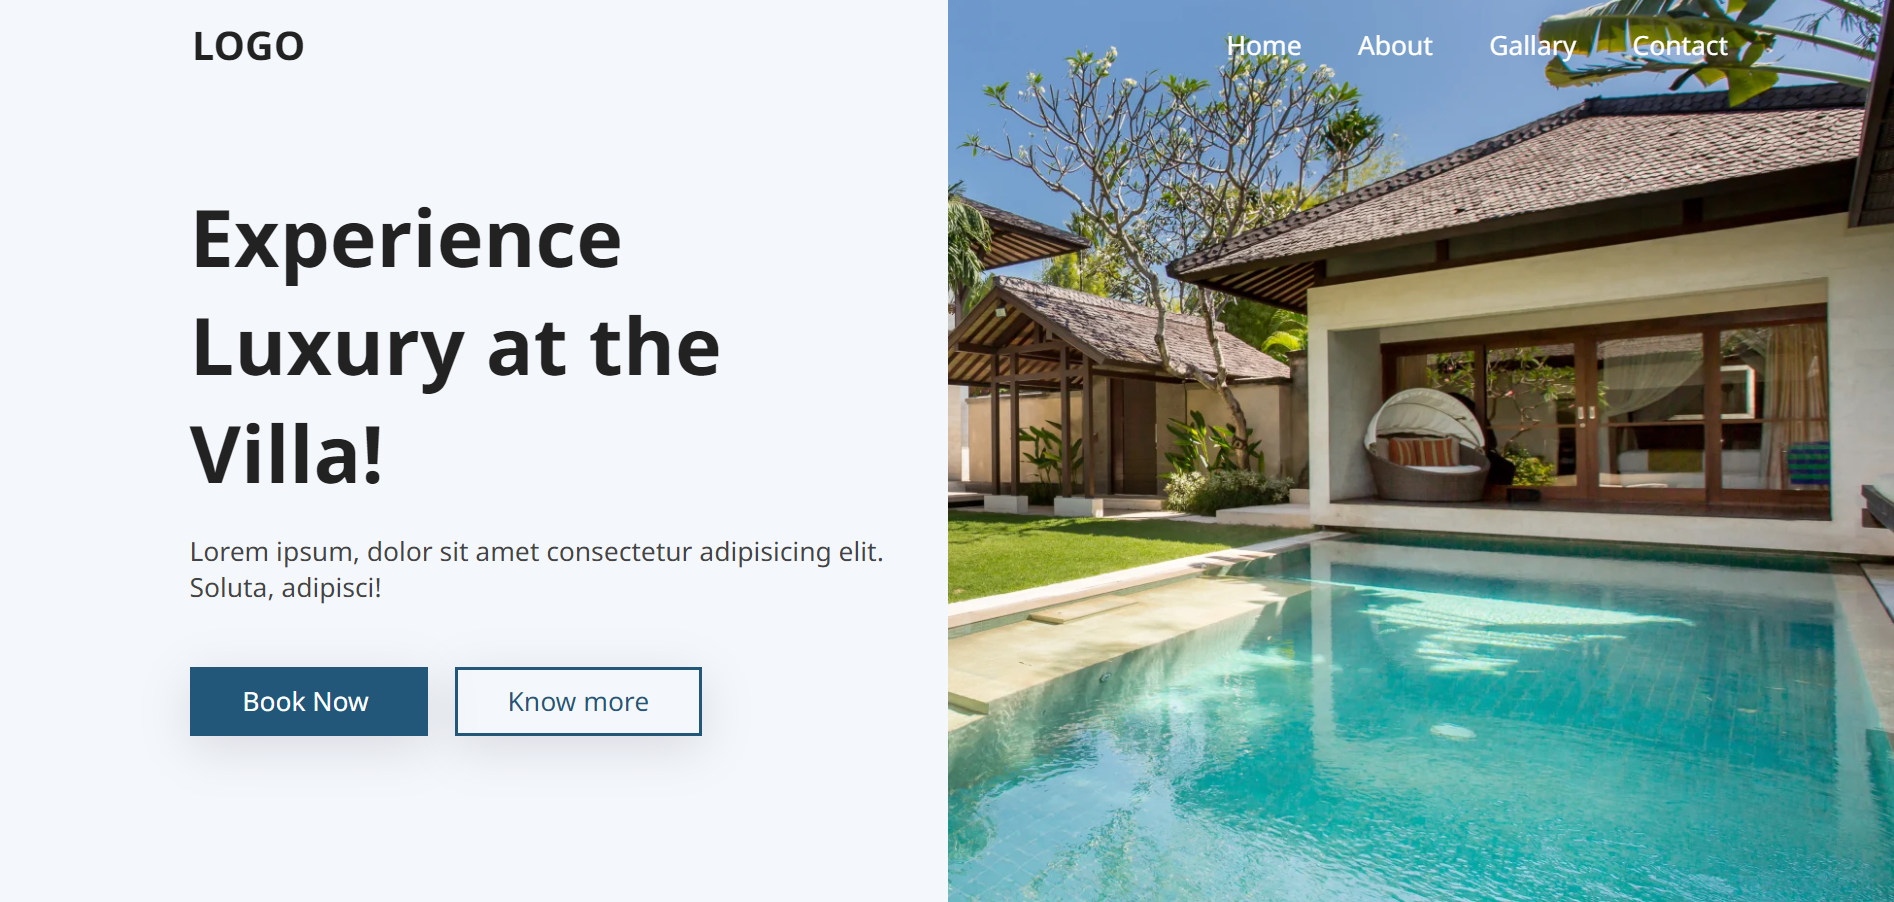 LOGO
Home About Gallary Contact
Experience
Luxury at the
Villa!
Lorem ipsum, dolor sit amet consectetur adipisicing elit.
Soluta, adipisci!
Book Now Know more